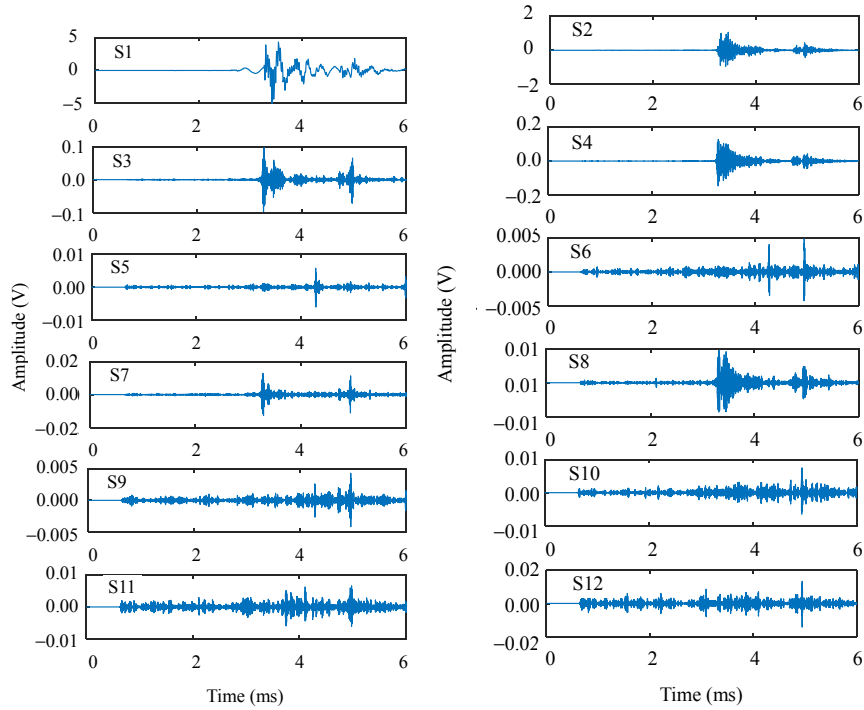 5
S1
0
−5
0 2 4 6
2
S2
0
−2
0 2 4 6
0.1
S3
0.0
−0.1
0 2 4 6
0.2
S4
0.0
−0.2
0 2 4 6
0.01
S5
0.00
−0.01
0 2 4 6
0.005
S6
0.000
−0.005
0 2 4 6
0.02
S7
0.00
−0.02
0 2 4 6
0.01
S8
0.01
−0.01
0 2 4 6
0.005
S9
0.000
−0.005
0 2 4 6
0.01
S10
0.00
−0.01
0 2 4 6
0.01
S11
0.00
−0.01
0 2 4 6
0.02
S12
0.00
−0.02
0 2 4 6
Amplitude (V)
Amplitude (V)
Time (ms)
Time (ms)